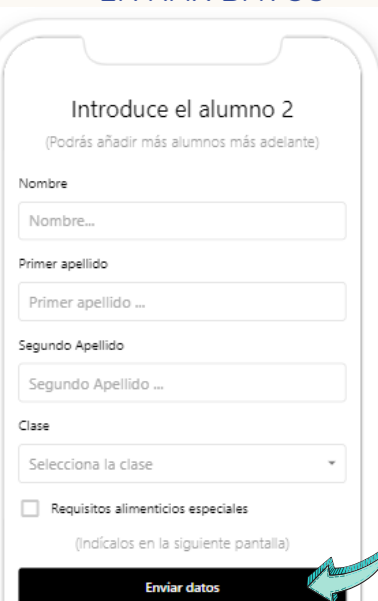 Introduce el alumno 2
(Podrás añadir más alumnos más adelante)
Nombre
Nombre...
Primer apellido
Primer apellido ...
Segundo Apellido
Segundo Apellido ...
Clase
Selecciona la clase
Requisitos alimenticios especiales
(Indícalos en la siguiente pantalla)
Enviar datos